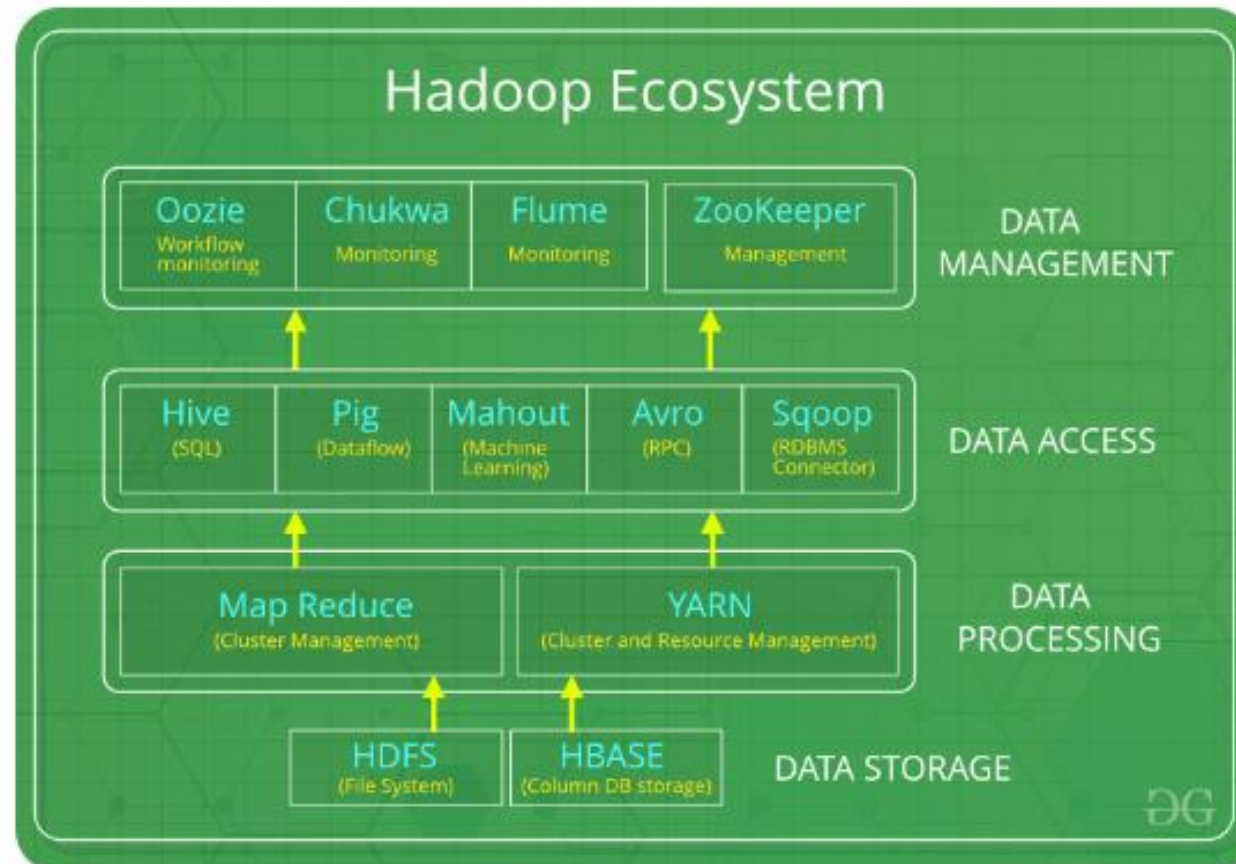 Hadoop Ecosystem
Oozie
Workflow
monitoring
Chukwa
Monitoring
Flume
Monitoring
ZooKeeper
Management
DATA
MANAGEMENT
Hive
(SQL)
Pig
(Dataflow)
Mahout
(Machine
Learning)
Avro
(RPC)
Sqoop
(RDBMS
Connector)
DATA ACCESS
Map Reduce
(Cluster Management)
YARN
(Cluster and Resource Management)
DATA
PROCESSING
HDFS
(File System)
HBASE
(Column DB storage)
DATA STORAGE